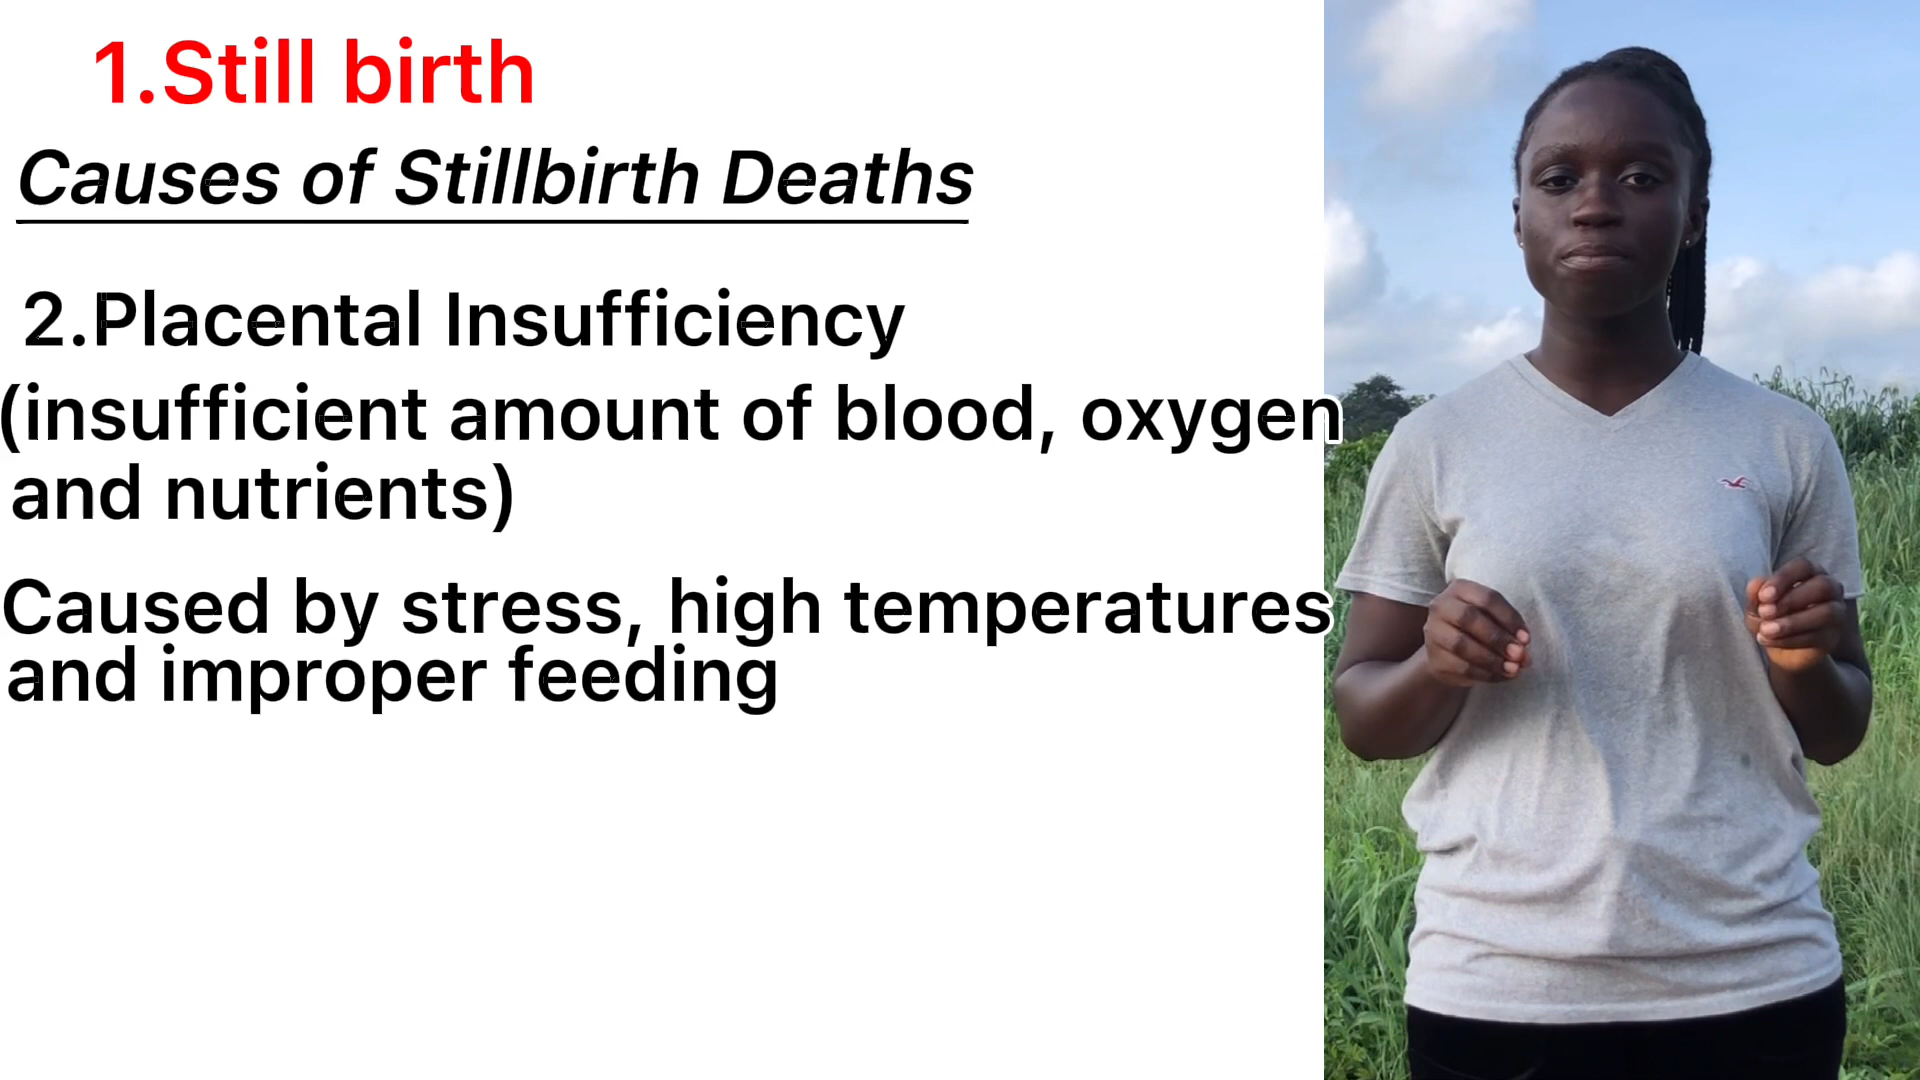 1.Still birth
Causes of Stillbirth Deaths
2.Placental Insufficiency
(insufficient amount of blood, oxygen
and nutrients)
Caused by stress, high temperatures
and improper feeding